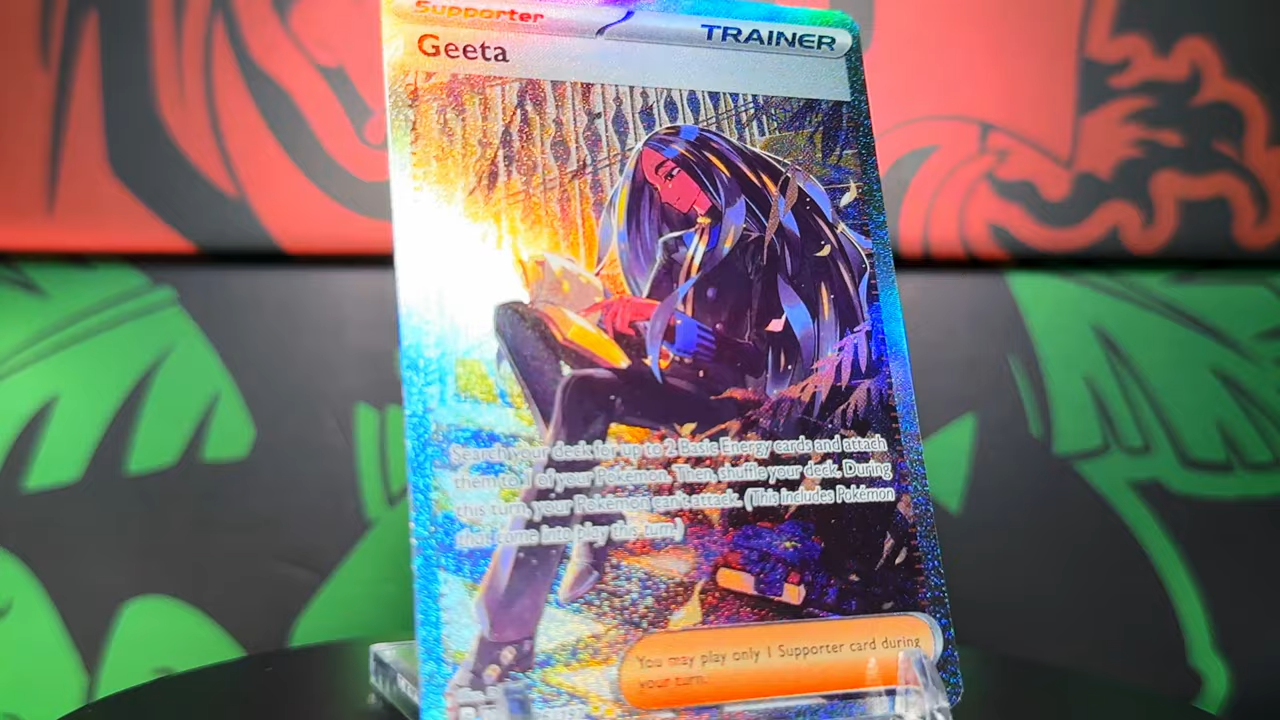 Supporter
TRAINER
Geeta
Search your deck for up to 2 Basic Energy cards and attach
them to 1 of your Pokémon. Then, shuffle your deck. During
this turn, your Pokémon can't attack. (This includes Pokémon
that come into play this turn.)
You may play only 1 Supporter card during
your turn.